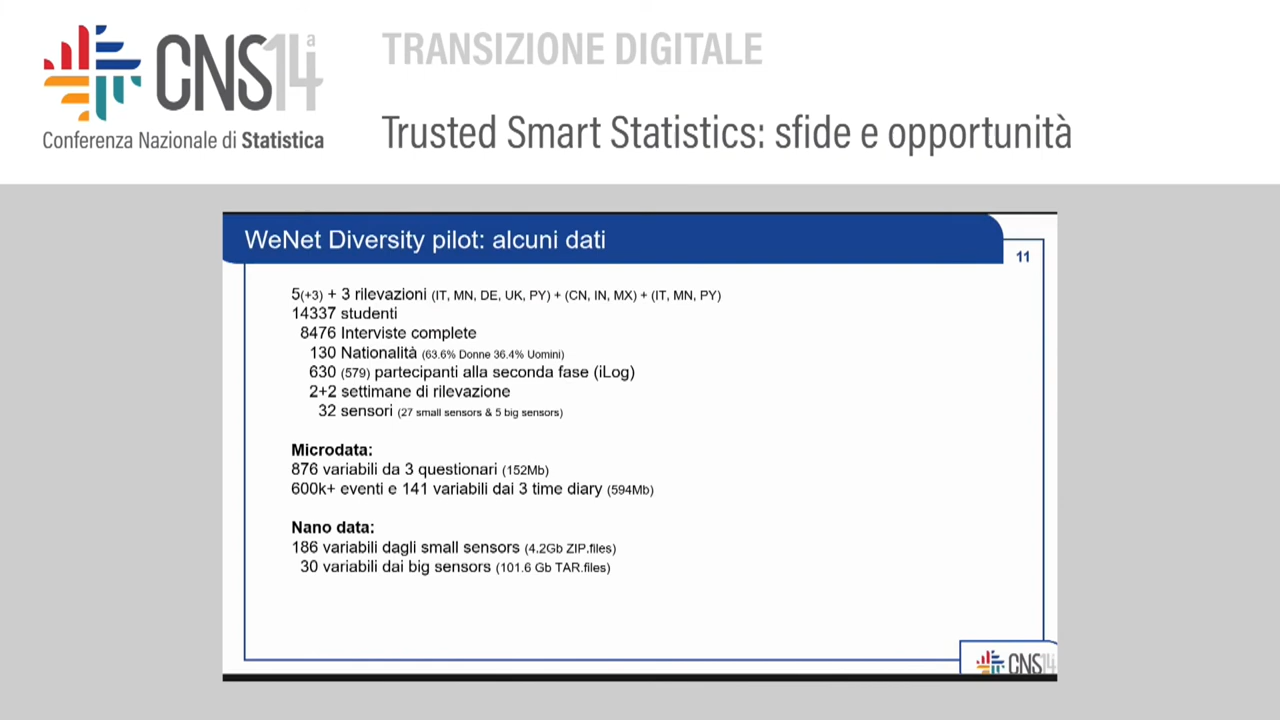 CNS14a
Conferenza Nazionale di Statistica
TRANSIZIONE DIGITALE
Trusted Smart Statistics: sfide e opportunità
WeNet Diversity pilot: alcuni dati
11
5(+3) + 3 rilevazioni (IT, MN, DE, UK, PY) + (CN, IN, MX) + (IT, MN, PY)
14337 studenti
8476 Interviste complete
130 Nationalità (63.6% Donne 36.4% Uomini)
630 (579) partecipanti alla seconda fase (iLog)
2+2 settimane di rilevazione
32 sensori (27 small sensors & 5 big sensors)
Microdata:
876 variabili da 3 questionari (152Mb)
600k+ eventi e 141 variabili dai 3 time diary (594Mb)
Nano data:
186 variabili dagli small sensors (4.2Gb ZIP.files)
30 variabili dai big sensors (101.6 Gb TAR.files)
CNS14